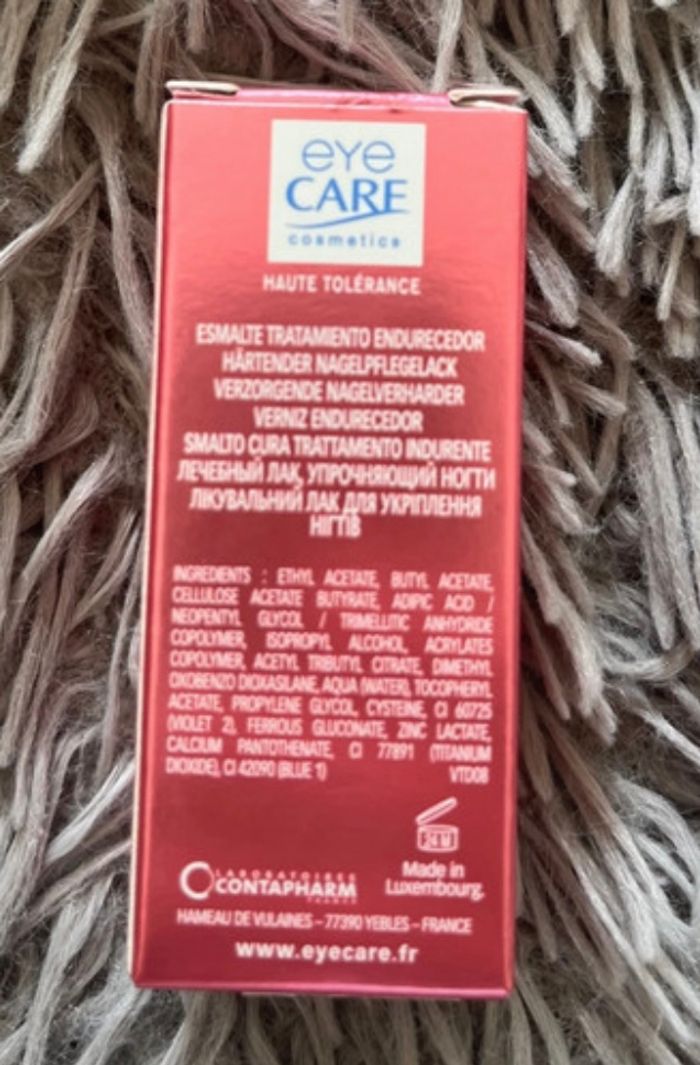 eye
CARE
cosmetics
HAUTE TOLÉRANCE
ESMALTE TRATAMIENTO ENDURECEDOR
HÄRTENDER NAGELPFLEGELACK
VERZORGENDE NAGELVERHARDER
VERNIZ ENDURECEDOR
SMALTO CURA TRATTAMENTO INDURENTE
ЛЕЧЕБНЫЙ ЛАК, УПРОЧНЯЮЩИЙ НОГТИ
ЛІКУВАЛЬНИЙ ЛАК ДЛЯ УКРІПЛЕННЯ
НІГТІВ
INGREDIENTS : ETHYL ACETATE, BUTYL ACETATE,
CELLULOSE ACETATE BUTYRATE, ADIPIC ACID /
NEOPENTYL GLYCOL / TRIMELLITIC ANHYDRIDE
COPOLYMER, ISOPROPYL ALCOHOL, ACRYLATES
COPOLYMER, ACETYL TRIBUTYL CITRATE, DIMETHYL
OXOBENZO DIOXASILANE, AQUA (WATER), TOCOPHERYL
ACETATE, PROPYLENE GLYCOL, CYSTEINE, CI 60725
(VIOLET 2), FERROUS GLUCONATE, ZINC LACTATE,
CALCIUM PANTOTHENATE, CI 77891 (TITANIUM
DIOXIDE), CI 42090 (BLUE 1) VTD08
24 M
Made in
Luxembourg.
LABORATOIRES
CONTAPHARM
FRANCE
HAMEAU DE VULAINES – 77390 YEBLES – FRANCE
www.eyecare.fr